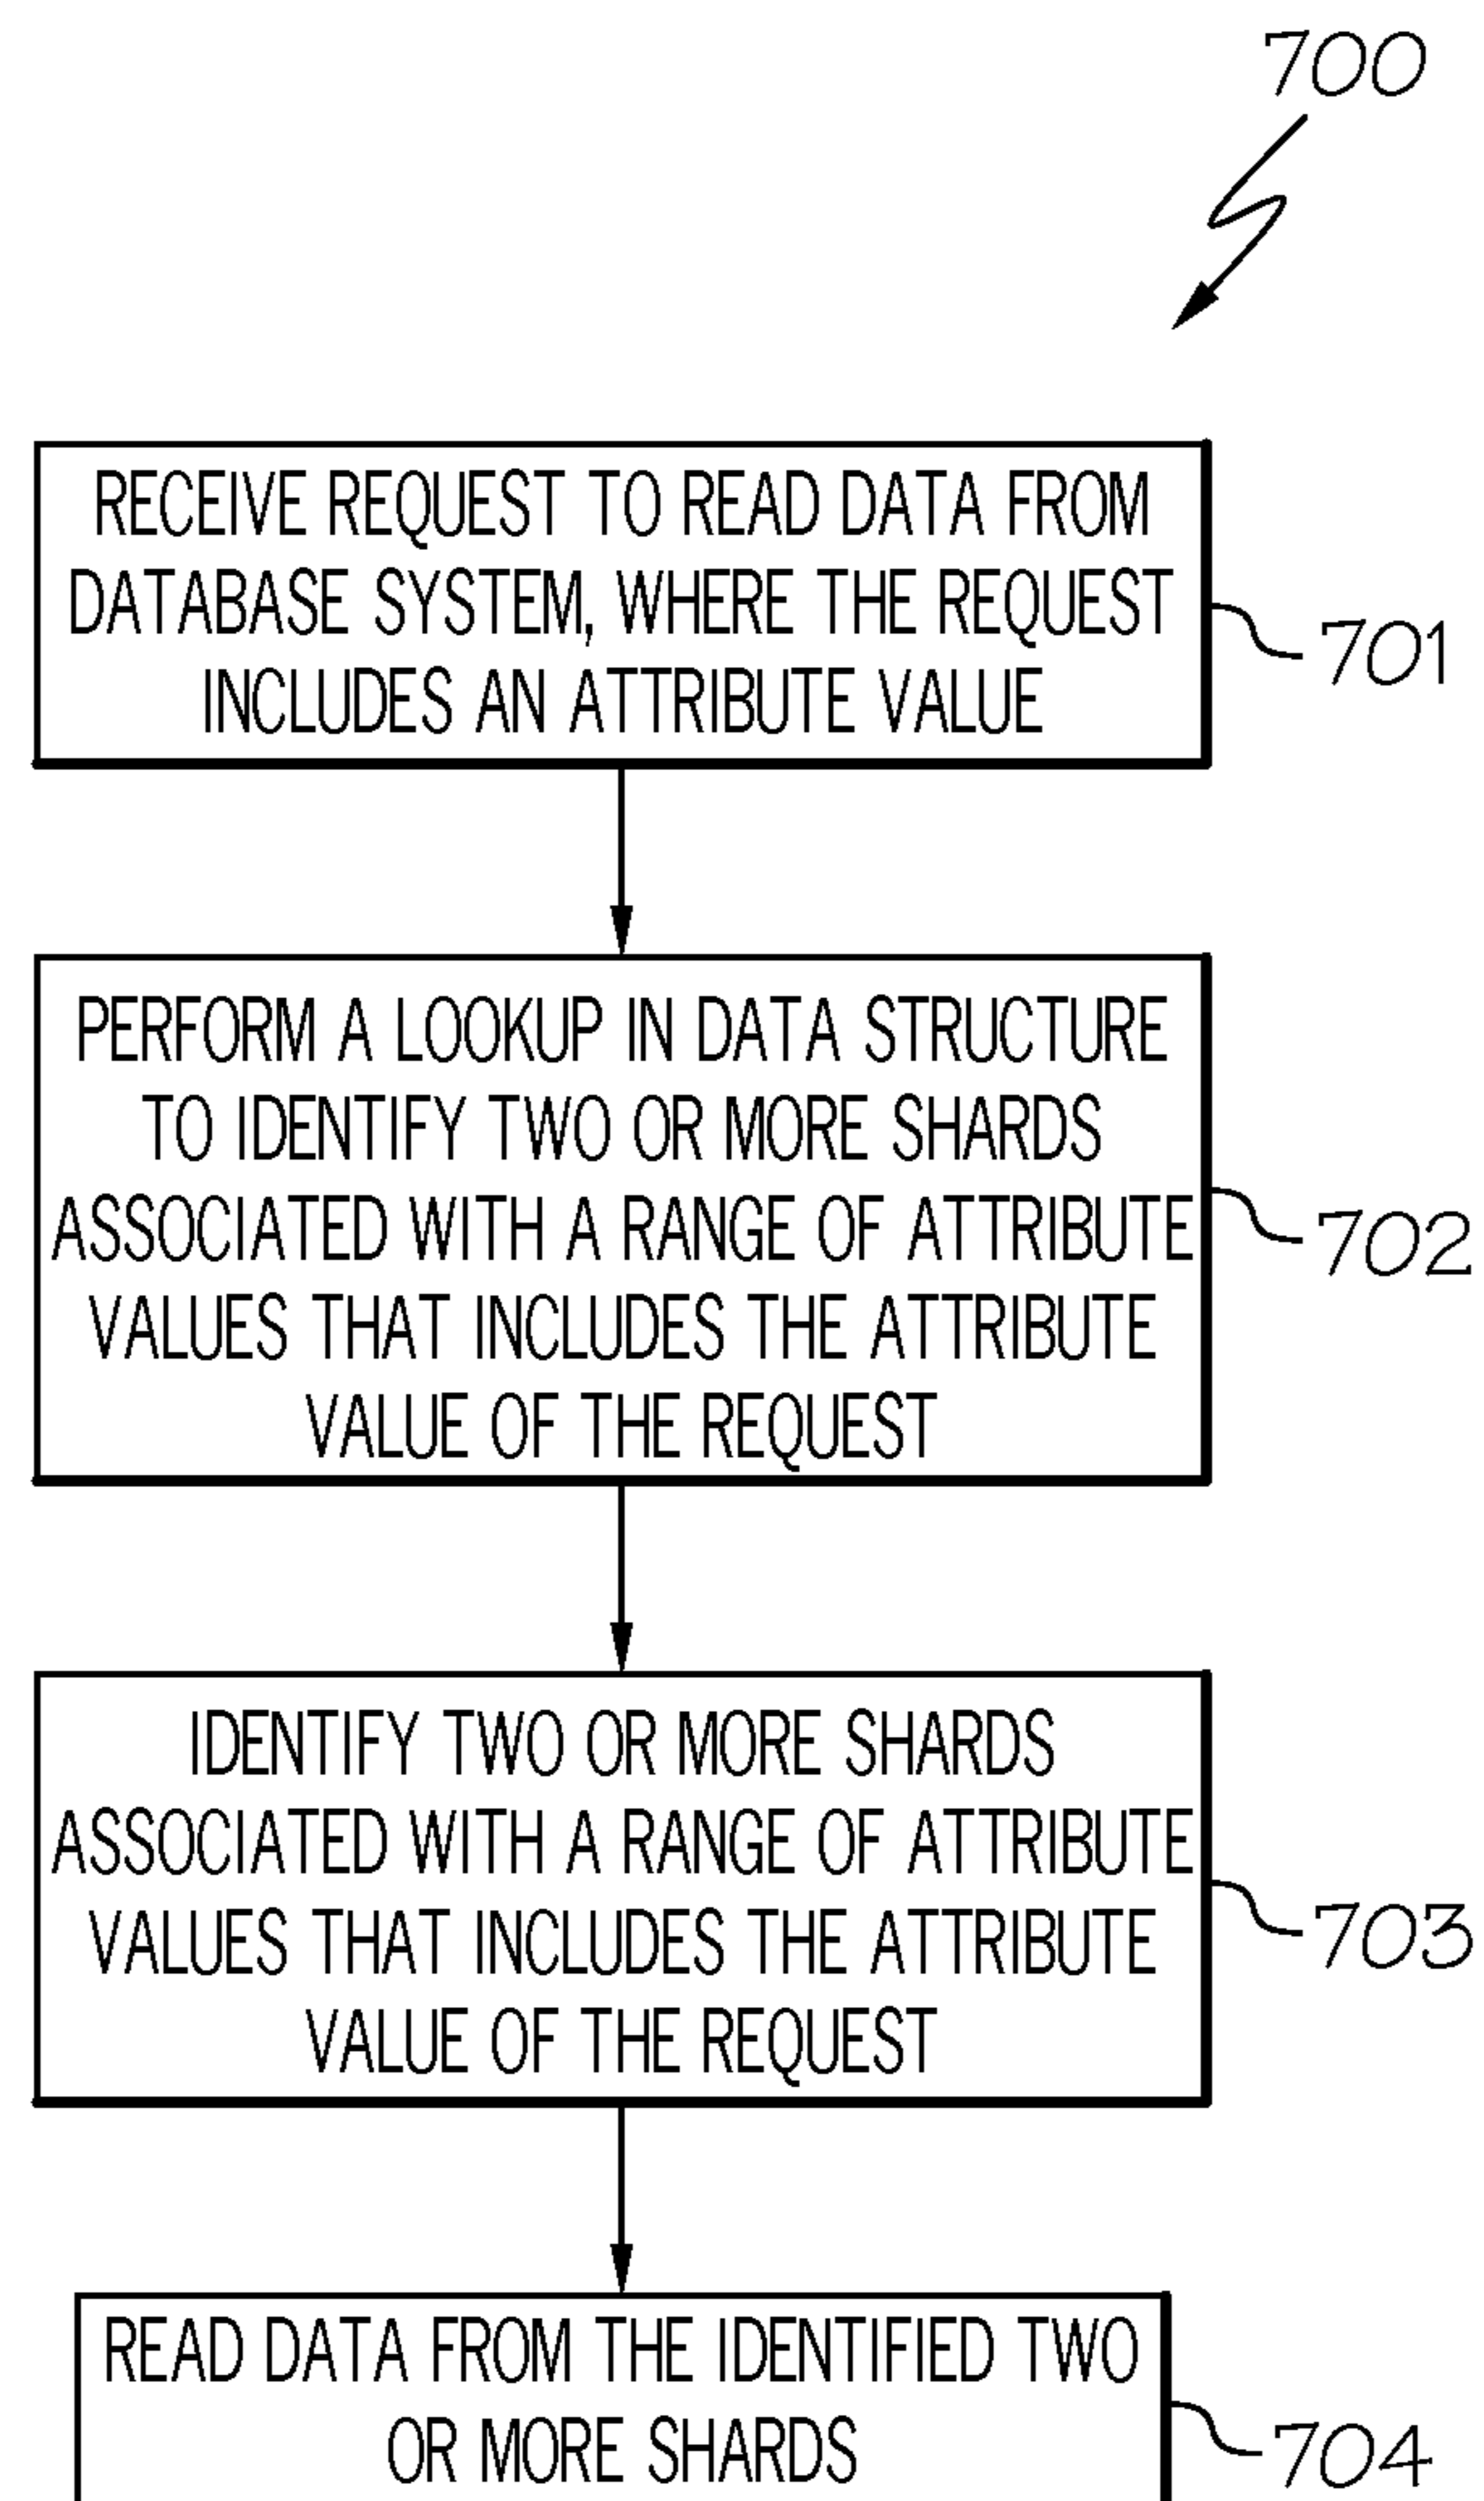 700
RECEIVE REQUEST TO READ DATA FROM
DATABASE SYSTEM, WHERE THE REQUEST
INCLUDES AN ATTRIBUTE VALUE
701
PERFORM A LOOKUP IN DATA STRUCTURE
TO IDENTIFY TWO OR MORE SHARDS
ASSOCIATED WITH A RANGE OF ATTRIBUTE
VALUES THAT INCLUDES THE ATTRIBUTE
VALUE OF THE REQUEST
702
IDENTIFY TWO OR MORE SHARDS
ASSOCIATED WITH A RANGE OF ATTRIBUTE
VALUES THAT INCLUDES THE ATTRIBUTE
VALUE OF THE REQUEST
703
READ DATA FROM THE IDENTIFIED TWO
OR MORE SHARDS
704